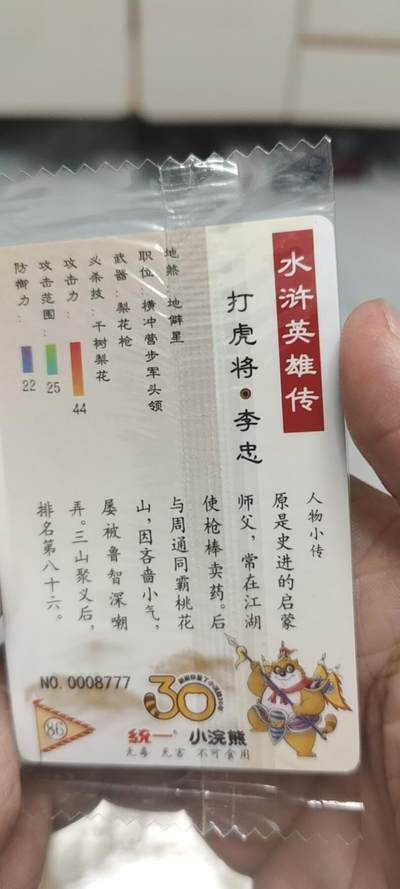 水浒英雄传
打虎将·李忠
地煞:地僻星
职位:横冲营步军头领
武器:梨花枪
必杀技:千树梨花
攻击力:
44
攻击范围:
25
防御力:
22
人物小传
原是史进的启蒙
师父,常在江湖
使枪棒卖药。后
与周通同霸桃花
山,因吝啬小气,
屡被鲁智深嘲
弄。三山聚义后,
排名第八十六。
NO.0008777
86
30
统一® 小浣熊
无毒 无害 不可食用